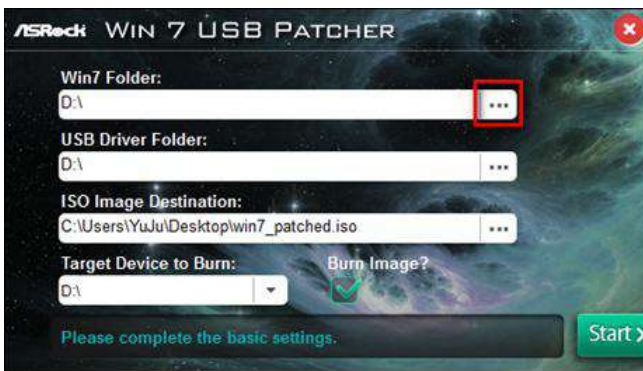 ASRock WIN 7 USB PATCHER
Win7 Folder:
D:\
...
USB Driver Folder:
D:\
...
ISO Image Destination:
C:\Users\YuJu\Desktop\win7_patched.iso
...
Target Device to Burn: Burn Image?
D:\
Please complete the basic settings. Start